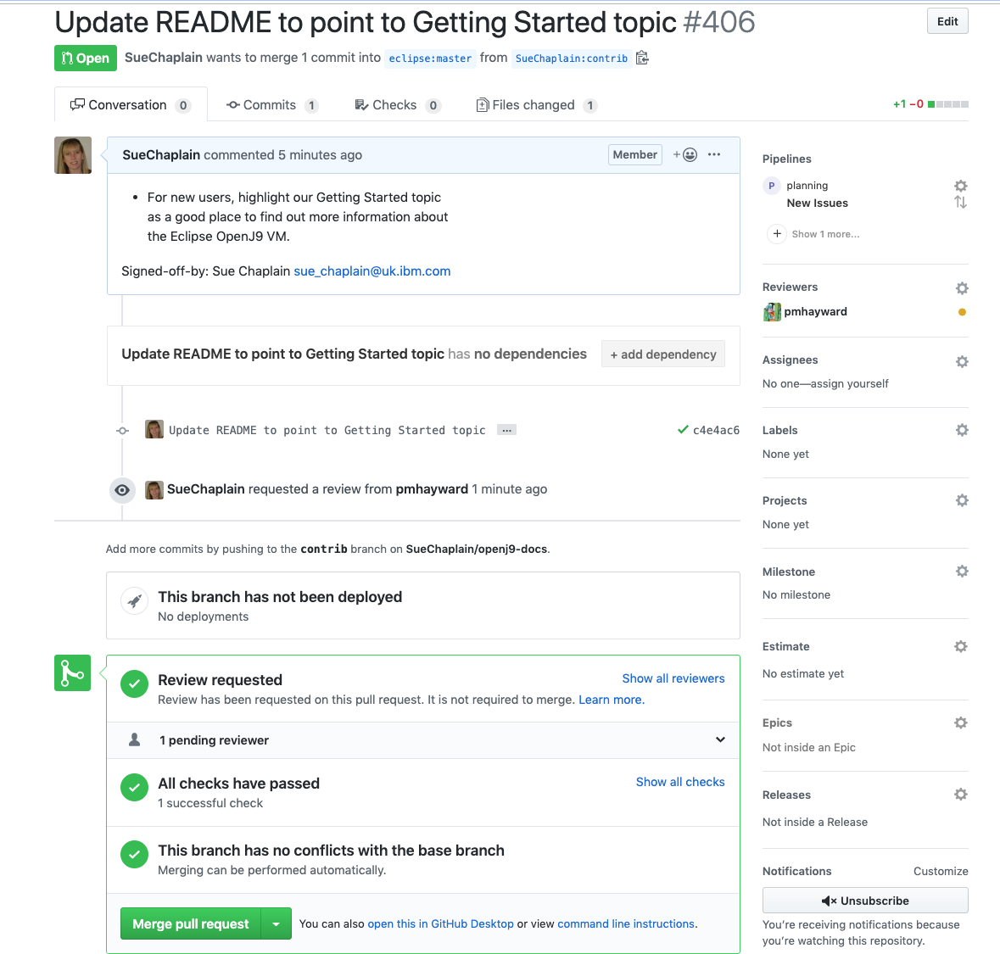 Update README to point to Getting Started topic #406
Edit
Open
SueChaplain wants to merge 1 commit into eclipse:master from SueChaplain:contrib
Conversation 0
Commits 1
Checks 0
Files changed 1
+1 −0
SueChaplain commented 5 minutes ago
Member
+
...
• For new users, highlight our Getting Started topic
as a good place to find out more information about
the Eclipse OpenJ9 VM.
Signed-off-by: Sue Chaplain sue_chaplain@uk.ibm.com
Update README to point to Getting Started topic has no dependencies
+ add dependency
Update README to point to Getting Started topic ...
c4e4ac6
SueChaplain requested a review from pmhayward 1 minute ago
Add more commits by pushing to the contrib branch on SueChaplain/openj9-docs.
This branch has not been deployed
No deployments
Review requested
Show all reviewers
Review has been requested on this pull request. It is not required to merge. Learn more.
1 pending reviewer
All checks have passed
Show all checks
1 successful check
This branch has no conflicts with the base branch
Merging can be performed automatically.
Merge pull request
You can also open this in GitHub Desktop or view command line instructions.
Pipelines
P planning
New Issues
+ Show 1 more...
Reviewers
pmhayward
Assignees
No one—assign yourself
Labels
None yet
Projects
None yet
Milestone
No milestone
Estimate
No estimate yet
Epics
Not inside an Epic
Releases
Not inside a Release
Notifications
Customize
Unsubscribe
You're receiving notifications because
you're watching this repository.